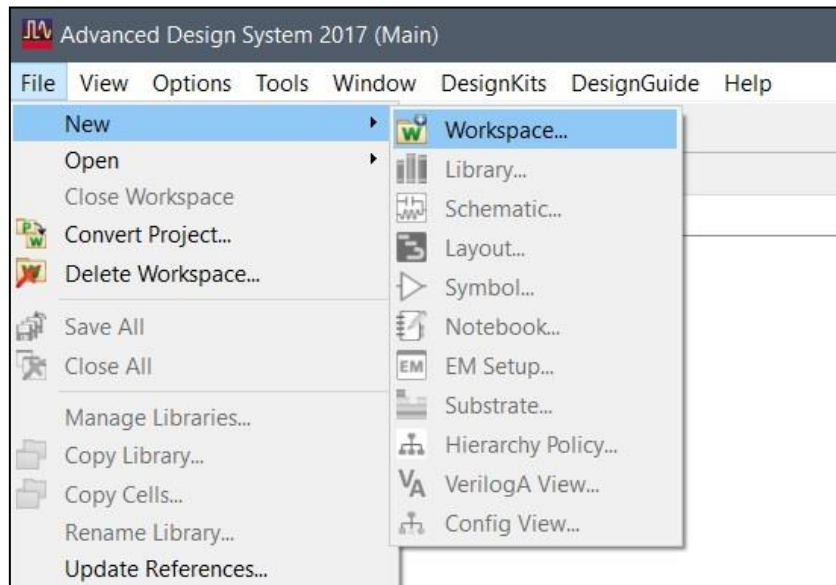 Advanced Design System 2017 (Main)
File View Options Tools Window DesignKits DesignGuide Help
New
Open
Close Workspace
Convert Project...
Delete Workspace...
Save All
Close All
Manage Libraries...
Copy Library...
Copy Cells...
Rename Library...
Update References...
Workspace...
Library...
Schematic...
Layout...
Symbol...
Notebook...
EM EM Setup...
Substrate...
Hierarchy Policy...
VA VerilogA View...
Config View...